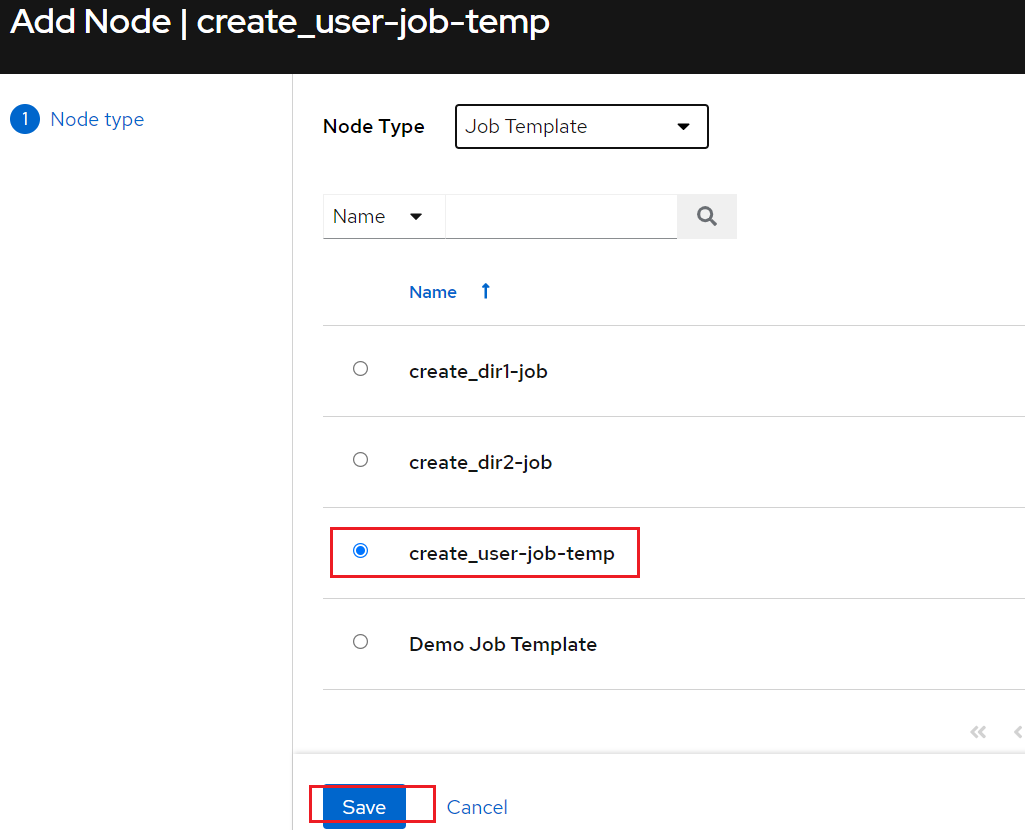 Add Node | create_user-job-temp
1 Node type
Node Type Job Template
Name
Name
create_dir1-job
create_dir2-job
create_user-job-temp
Demo Job Template
Save Cancel